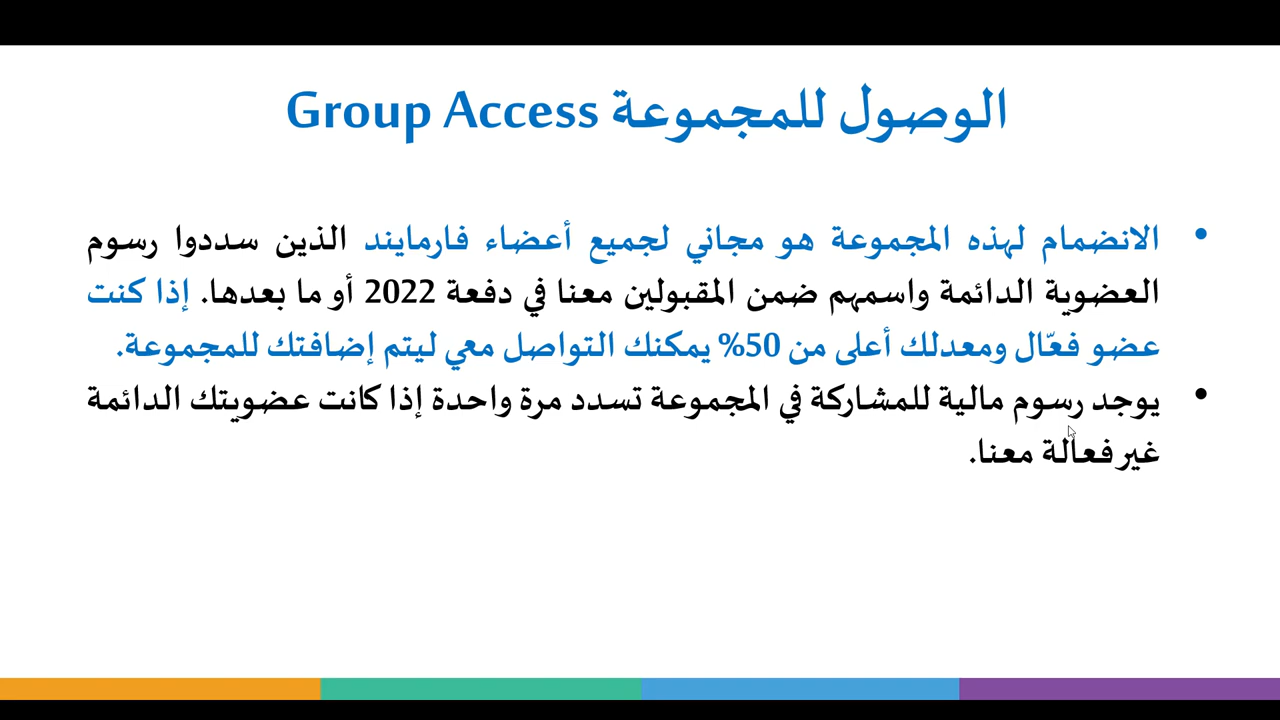 الوصول للمجموعة Group Access
• الانضمام لهذه المجموعة هو مجاني لجميع أعضاء فارمايند الذين سددوا رسوم
العضوية الدائمة واسمهم ضمن المقبولين معنا في دفعة 2022 أو ما بعدها. إذا كنت
عضو فعّال ومعدلك أعلى من 50% يمكنك التواصل معي ليتم إضافتك للمجموعة.
• يوجد رسوم مالية للمشاركة في المجموعة تسدد مرة واحدة إذا كانت عضويتك الدائمة
غير فعالة معنا.